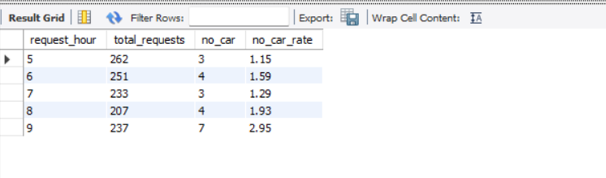 Result Grid Filter Rows: Export: Wrap Cell Content:
request_hour total_requests no_car no_car_rate
5 262 3 1.15
6 251 4 1.59
7 233 3 1.29
8 207 4 1.93
9 237 7 2.95